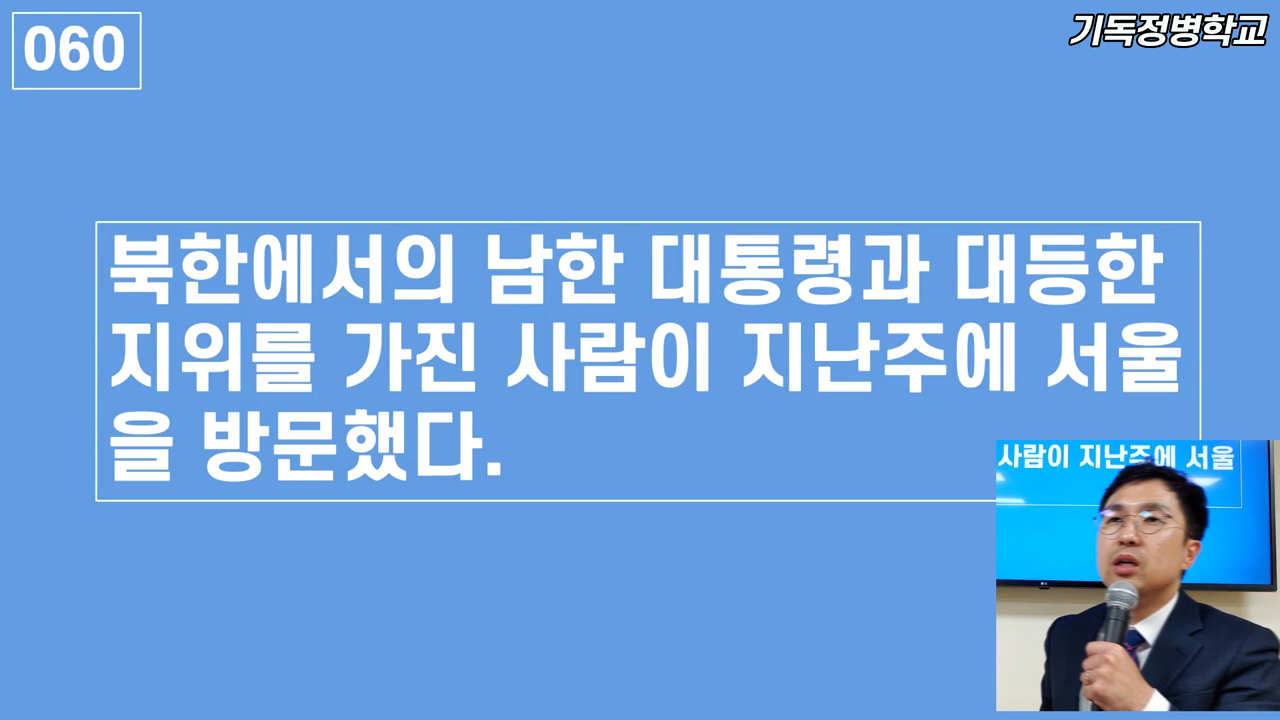 060
기독정병학교
북한에서의 남한 대통령과 대등한
지위를 가진 사람이 지난주에 서울
을 방문했다.
사람이 지난주에 서울
LG